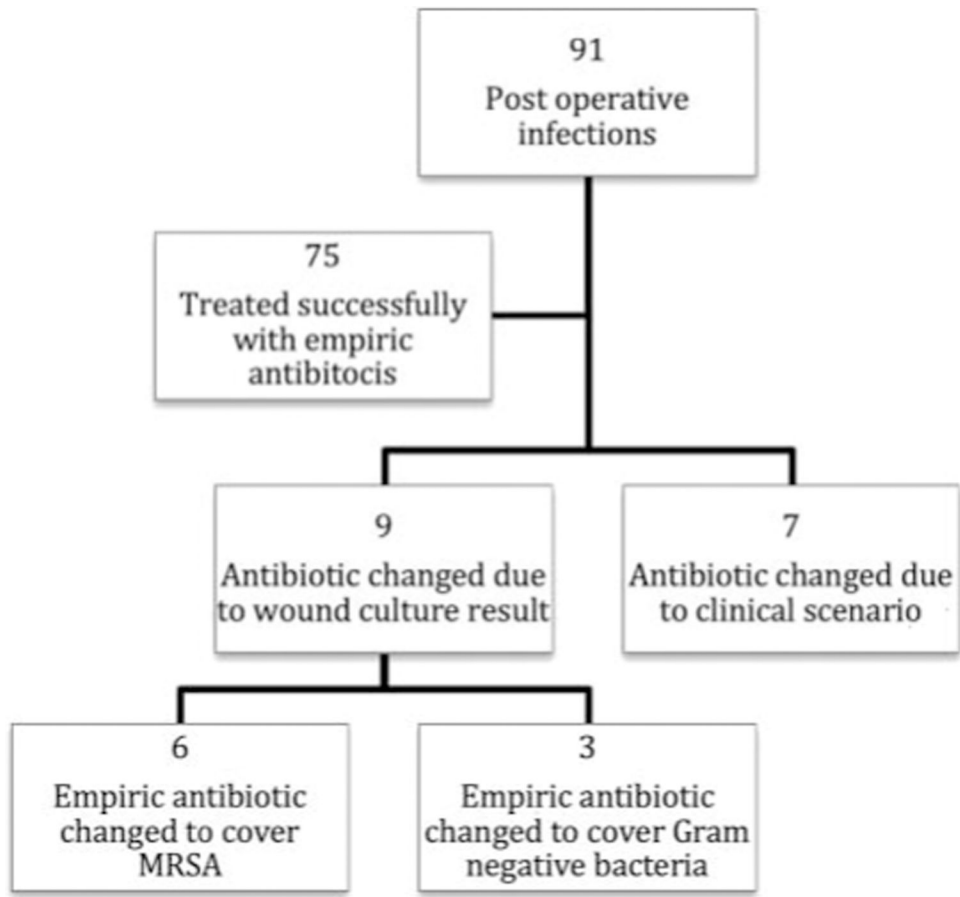 91
Post operative
infections
75
Treated successfully
with empiric
antibitocis
9
Antibiotic changed due
to wound culture result
7
Antibiotic changed due
to clinical scenario
6
Empiric antibiotic
changed to cover
MRSA
3
Empiric antibiotic
changed to cover Gram
negative bacteria